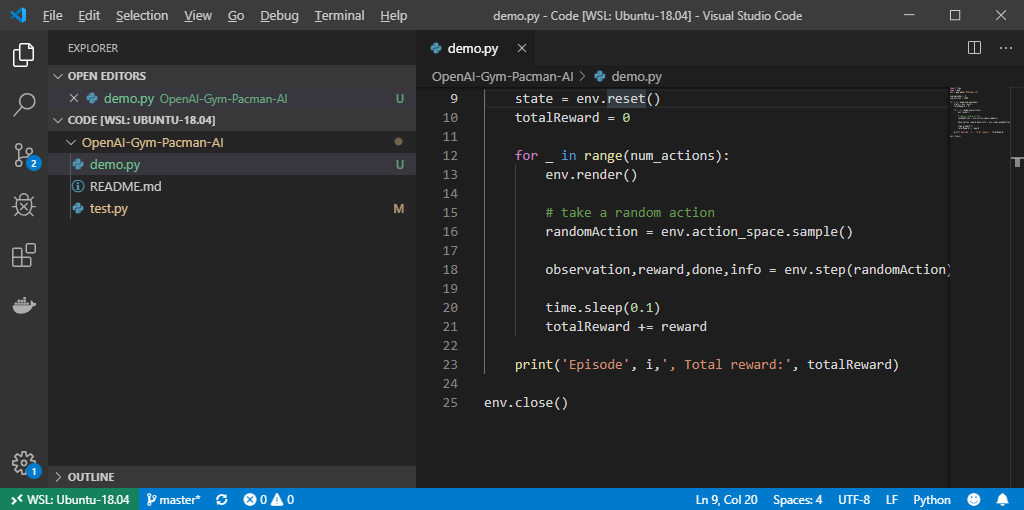 File Edit Selection View Go Debug Terminal Help demo.py - Code [WSL: Ubuntu-18.04] - Visual Studio Code
EXPLORER
OPEN EDITORS
demo.py OpenAI-Gym-Pacman-AI U
CODE [WSL: UBUNTU-18.04]
OpenAI-Gym-Pacman-AI
demo.py U
README.md
test.py M
2
1
OUTLINE
demo.py
OpenAI-Gym-Pacman-AI > demo.py
9 state = env.reset()
10 totalReward = 0
11
12 for _ in range(num_actions):
13 env.render()
14
15 # take a random action
16 randomAction = env.action_space.sample()
17
18 observation,reward,done,info = env.step(randomAction)
19
20 time.sleep(0.1)
21 totalReward += reward
22
23 print('Episode', i,', Total reward:', totalReward)
24
25 env.close()
WSL: Ubuntu-18.04 master* 0 0 Ln 9, Col 20 Spaces: 4 UTF-8 LF Python